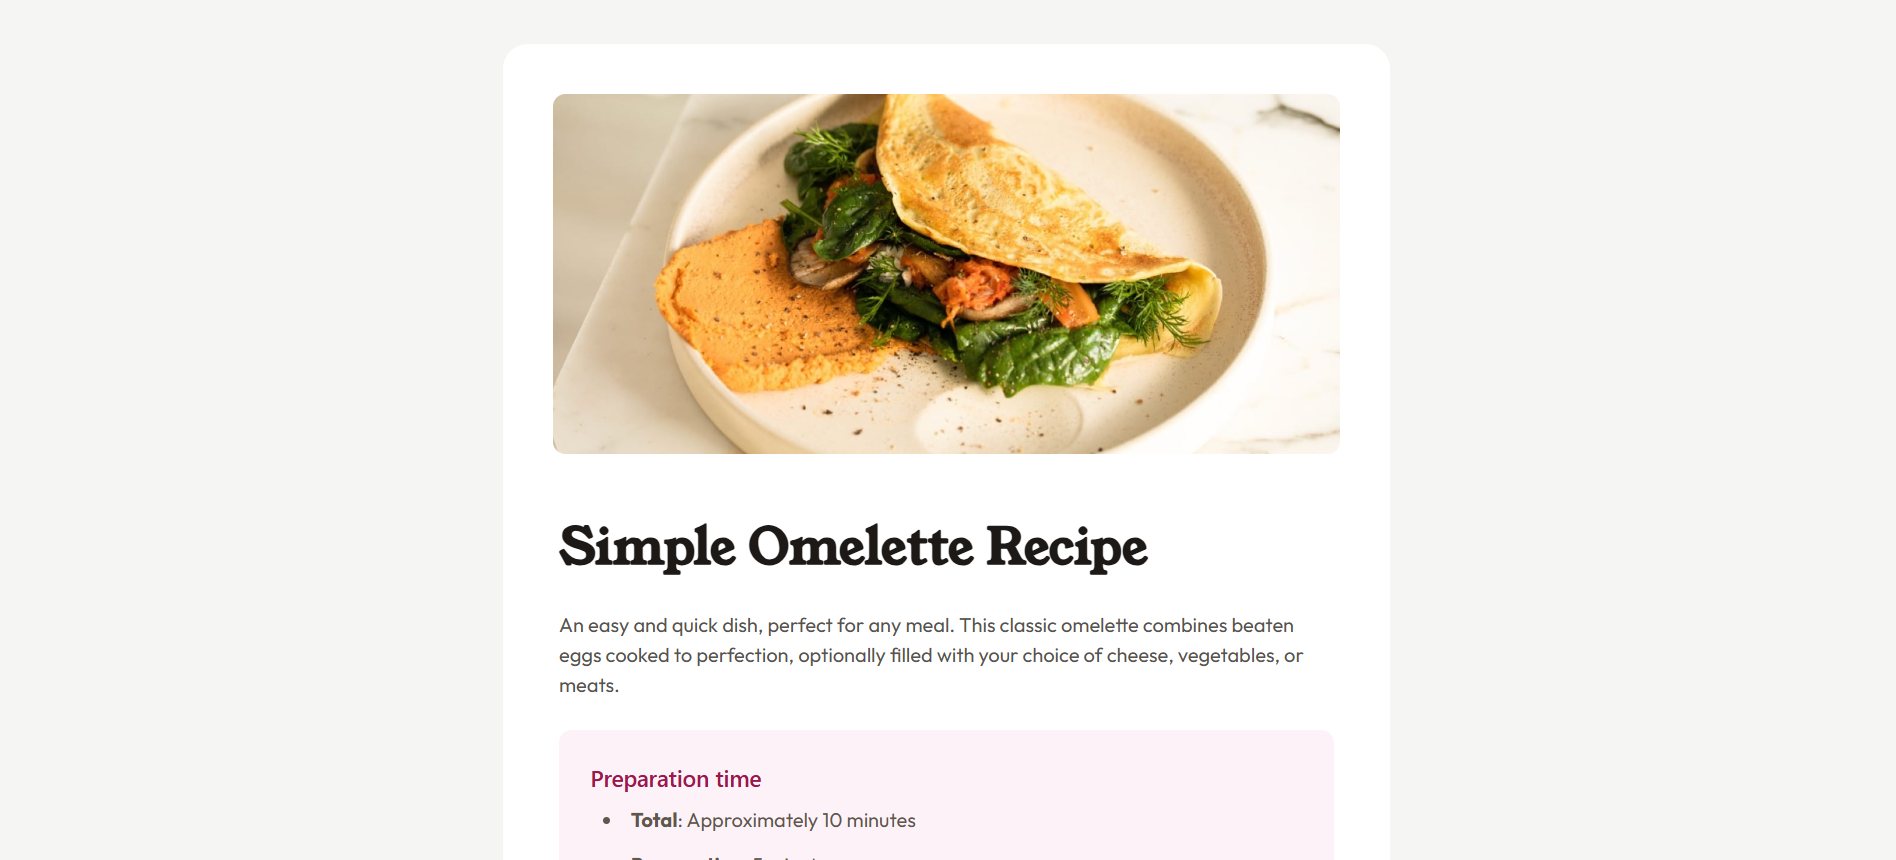 Simple Omelette Recipe
An easy and quick dish, perfect for any meal. This classic omelette combines beaten
eggs cooked to perfection, optionally filled with your choice of cheese, vegetables, or
meats.
Preparation time
Total: Approximately 10 minutes